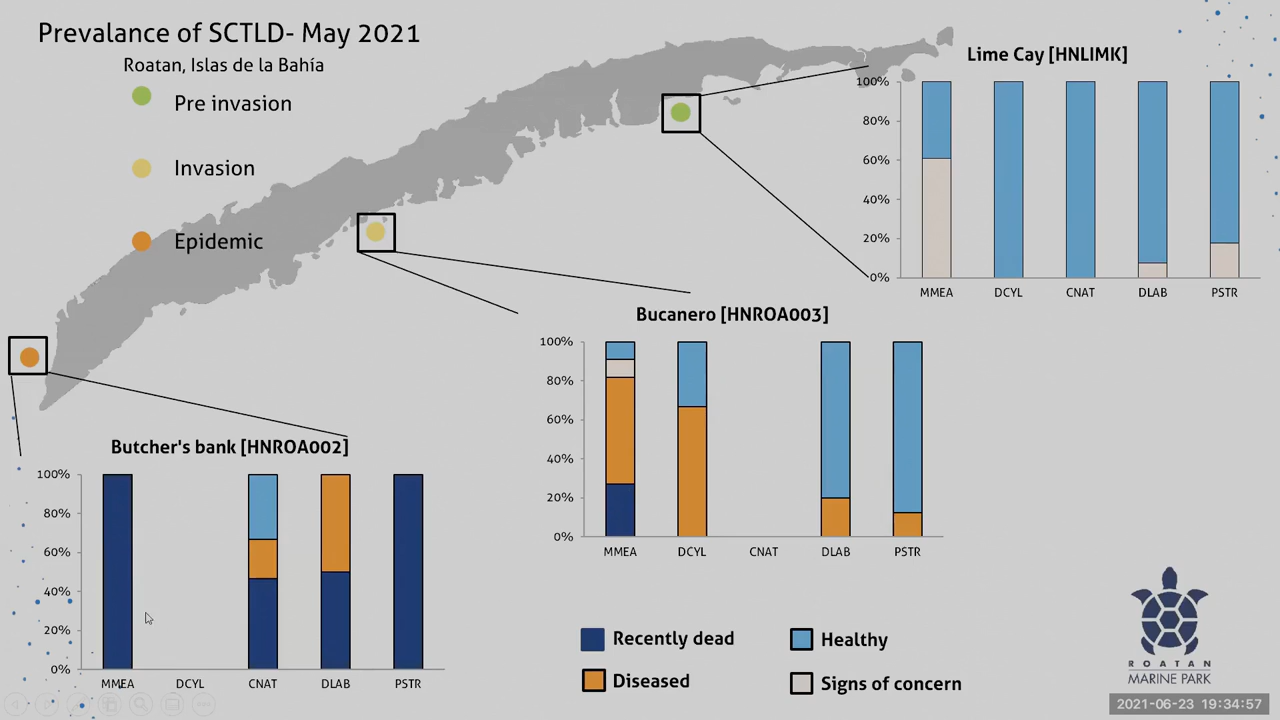 Prevalance of SCTLD- May 2021
Roatan, Islas de la Bahía
Pre invasion
Invasion
Epidemic
Lime Cay [HNLIMK]
100%
80%
60%
40%
20%
0%
MMEA DCYL CNAT DLAB PSTR
Bucanero [HNROA003]
100%
80%
60%
40%
20%
0%
MMEA DCYL CNAT DLAB PSTR
Butcher's bank [HNROA002]
100%
80%
60%
40%
20%
0%
MMEA DCYL CNAT DLAB PSTR
Recently dead
Healthy
Diseased
Signs of concern
ROATAN
MARINE PARK
2021-06-23 19:34:57